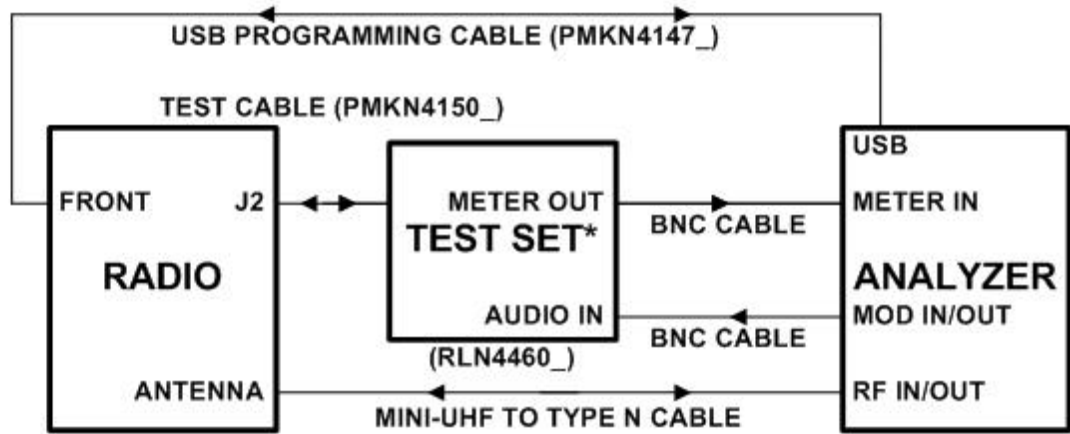 USB PROGRAMMING CABLE (PMKN4147_)
TEST CABLE (PMKN4150_)
USB
FRONT
J2
METER OUT
METER IN
BNC CABLE
TEST SET*
RADIO
ANALYZER
AUDIO IN
MOD IN/OUT
BNC CABLE
(RLN4460_)
ANTENNA
RF IN/OUT
MINI-UHF TO TYPE N CABLE